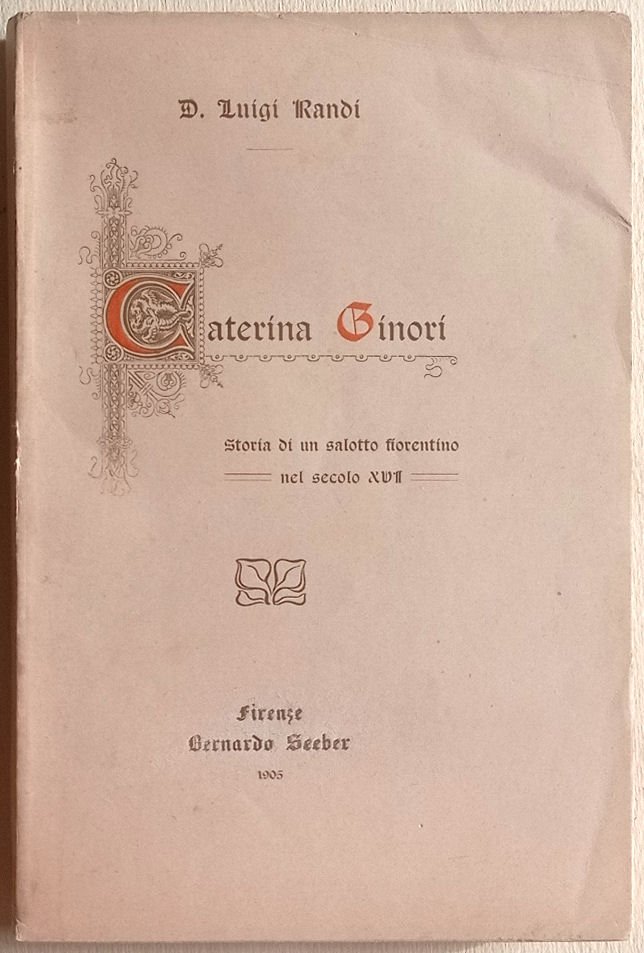 D. Luigi Randi
Caterina Ginori
Storia di un salotto fiorentino
nel secolo XVII
Firenze
Bernardo Seeber
1905